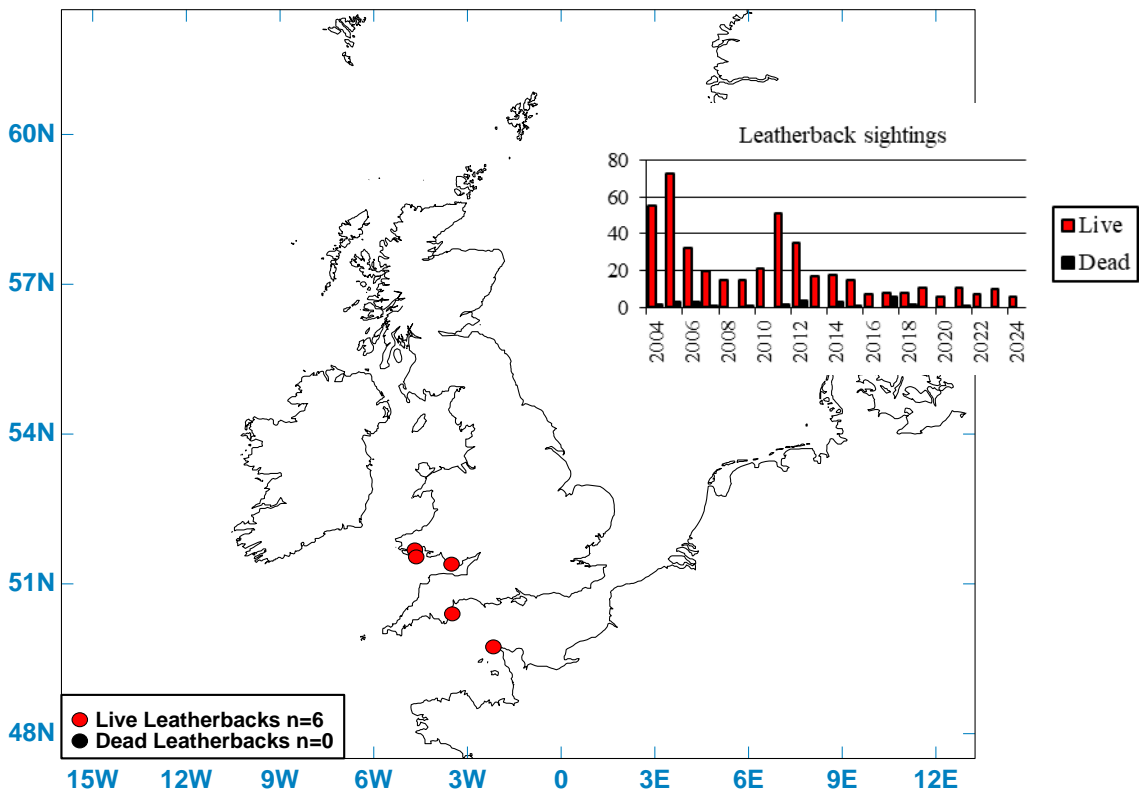 Leatherback sightings
80
60
40
20
0
2004 2006 2008 2010 2012 2014 2016 2018 2020 2022 2024
Live
Dead
60N
57N
54N
51N
48N
Live Leatherbacks n=6
Dead Leatherbacks n=0
15W 12W 9W 6W 3W 0 3E 6E 9E 12E